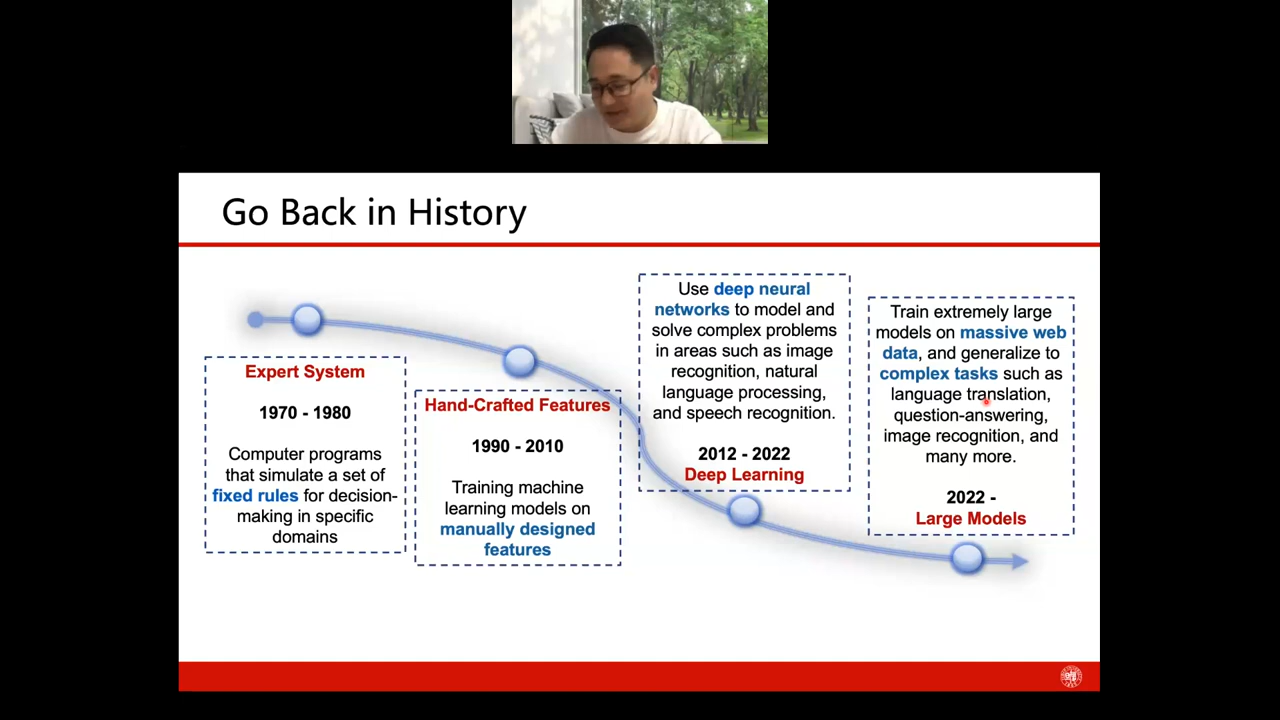 Go Back in History
Expert System
1970 - 1980
Computer programs
that simulate a set of
fixed rules for decision-
making in specific
domains
Hand-Crafted Features
1990 - 2010
Training machine
learning models on
manually designed
features
Use deep neural
networks to model and
solve complex problems
in areas such as image
recognition, natural
language processing,
and speech recognition.
2012 - 2022
Deep Learning
Train extremely large
models on massive web
data, and generalize to
complex tasks such as
language translation,
question-answering,
image recognition, and
many more.
2022 -
Large Models